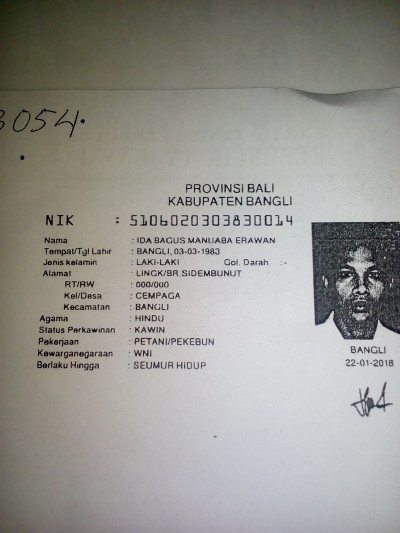 054.
PROVINSI BALI
KABUPATEN BANGLI
NIK : 5106020303830014
Nama : IDA BAGUS MANUABA ERAWAN
Tempat/Tgl Lahir : BANGLI, 03-03-1983
Jenis kelamin : LAKI-LAKI Gol. Darah :-
Alamat : LINGK/BR.SIDEMBUNUT
RT/RW : 000/000
Kel/Desa : CEMPAGA
Kecamatan : BANGLI
Agama : HINDU
Status Perkawinan : KAWIN
Pekerjaan : PETANI/PEKEBUN
Kewarganegaraan : WNI
Berlaku Hingga : SEUMUR HIDUP
BANGLI
22-01-2018